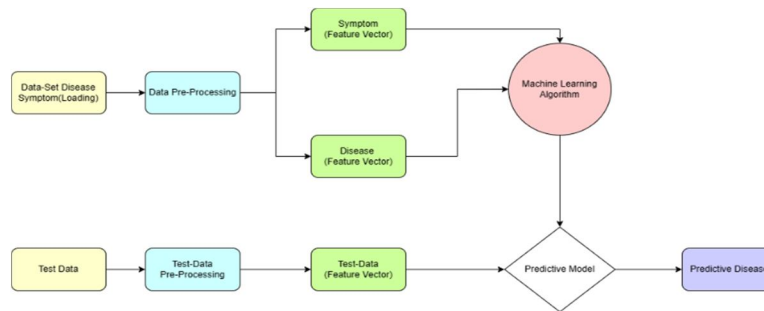 Symptom
(Feature Vector)
Data-Set Disease
Symptom(Loading)
Data Pre-Processing
Machine Learning
Algorithm
Disease
(Feature Vector)
Test Data
Test-Data
Pre-Processing
Test-Data
(Feature Vector)
Predictive Model
Predictive Disease